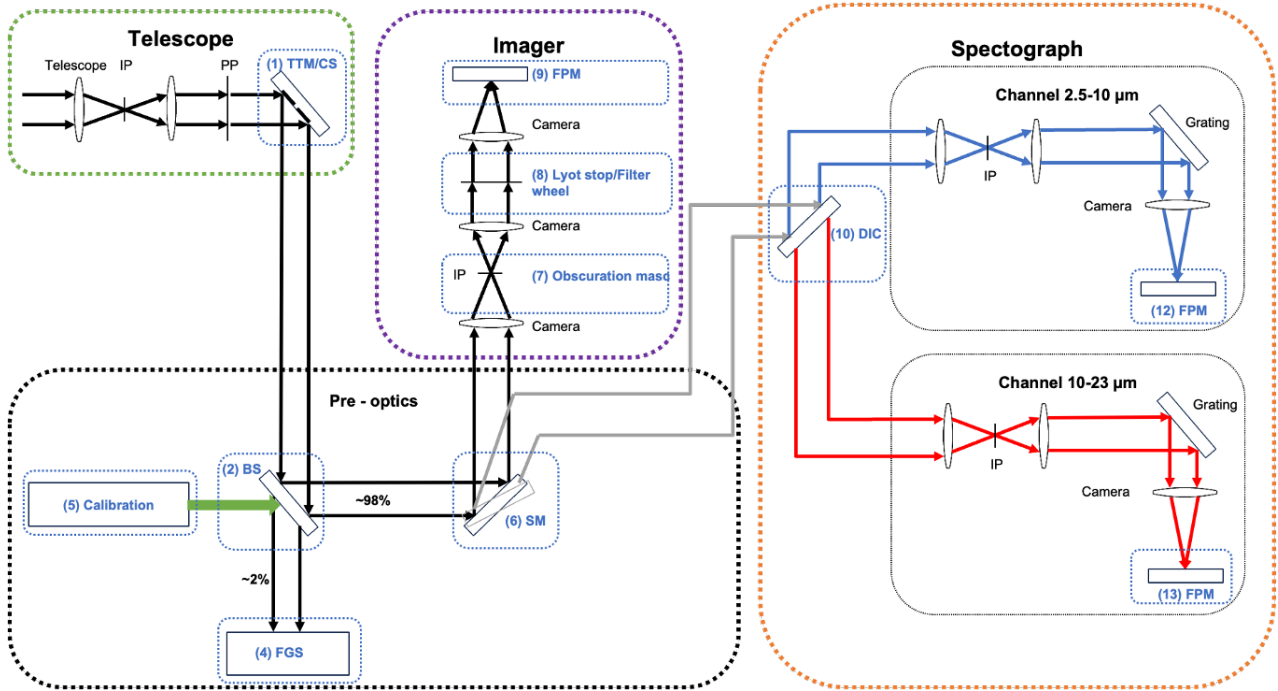 Telescope
Telescope
IP
PP
(1) TTM/CS
Imager
(9) FPM
Camera
(8) Lyot stop/Filter
wheel
Camera
IP
(7) Obscuration masc
Camera
Spectograph
Channel 2.5-10 µm
Grating
IP
Camera
(10) DIC
(12) FPM
Channel 10-23 µm
Grating
IP
Camera
(13) FPM
Pre - optics
(2) BS
(5) Calibration
~98%
(6) SM
~2%
(4) FGS